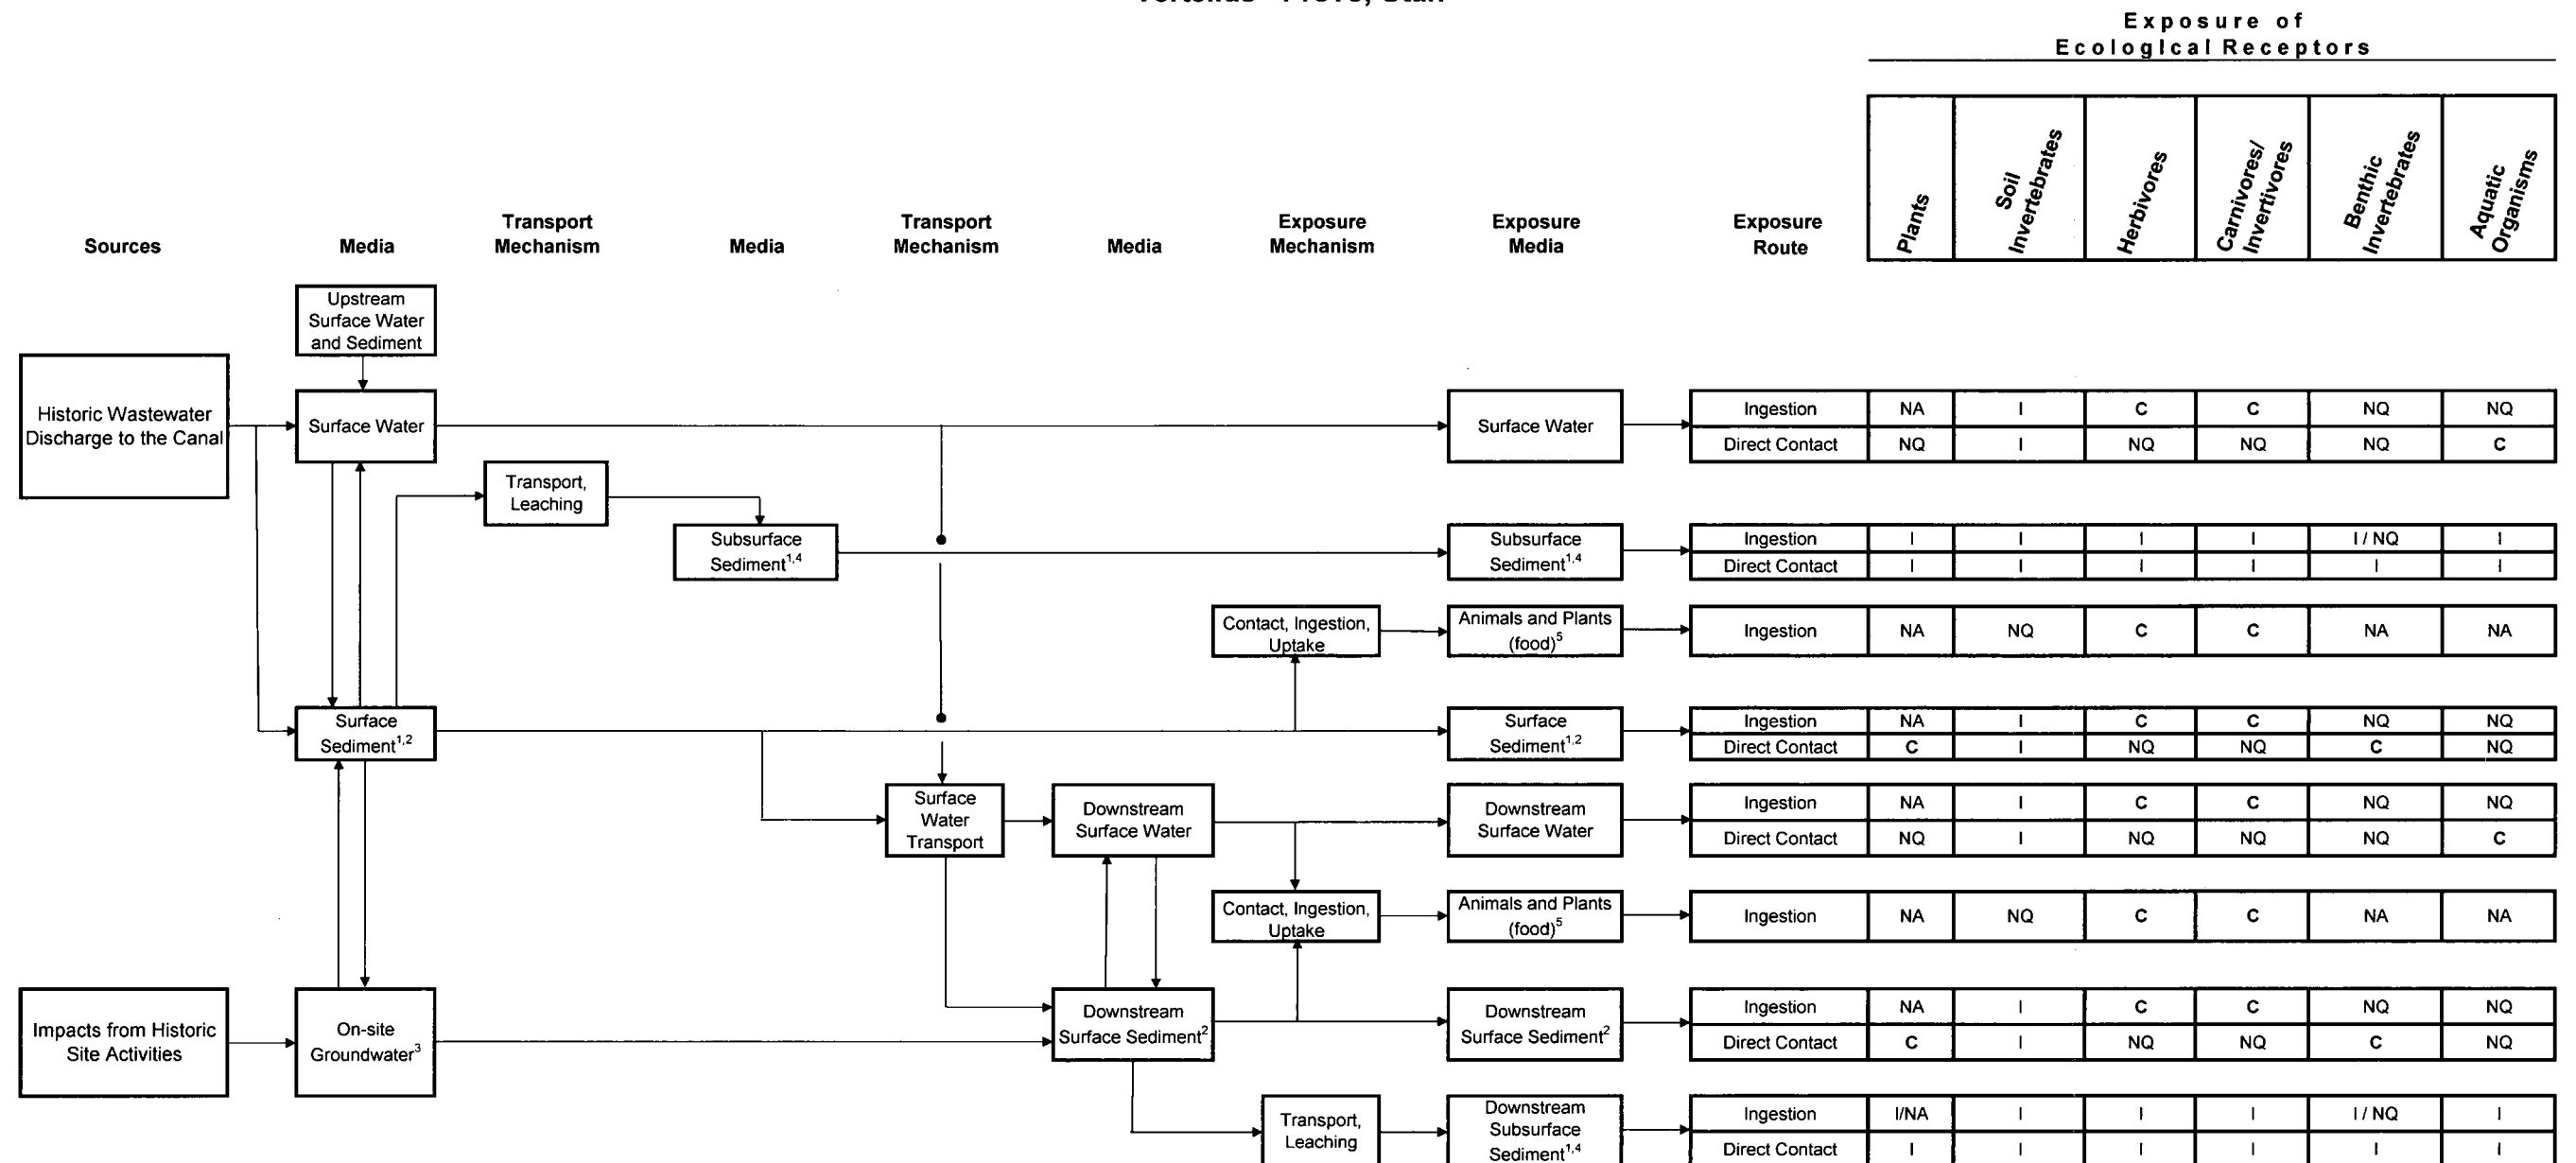 Vertellus - Provo, Utah
Exposure of
Ecological Receptors
Sources
Media
Transport
Mechanism
Media
Transport
Mechanism
Media
Exposure
Mechanism
Exposure
Media
Exposure
Route
Plants
Soil
Invertebrates
Herbivores
Carnivores/
Invertivores
Benthic
Invertebrates
Aquatic
Organisms
Upstream
Surface Water
and Sediment
Historic Wastewater
Discharge to the Canal
Surface Water
Surface Water
Ingestion NA I C C NQ NQ
Direct Contact NQ I NQ NQ NQ C
Transport,
Leaching
Subsurface
Sediment1,4
Subsurface
Sediment1,4
Ingestion I I I I I / NQ I
Direct Contact I I I I I I
Contact, Ingestion,
Uptake
Animals and Plants
(food)5
Ingestion NA NQ C C NA NA
Surface
Sediment1,2
Surface
Sediment1,2
Ingestion NA I C C NQ NQ
Direct Contact C I NQ NQ C NQ
Surface
Water
Transport
Downstream
Surface Water
Downstream
Surface Water
Ingestion NA I C C NQ NQ
Direct Contact NQ I NQ NQ NQ C
Contact, Ingestion,
Uptake
Animals and Plants
(food)5
Ingestion NA NQ C C NA NA
Impacts from Historic
Site Activities
On-site
Groundwater3
Downstream
Surface Sediment2
Downstream
Surface Sediment2
Ingestion NA I C C NQ NQ
Direct Contact C I NQ NQ C NQ
Transport,
Leaching
Downstream
Subsurface
Sediment1,4
Ingestion I/NA I I I I / NQ I
Direct Contact I I I I I I